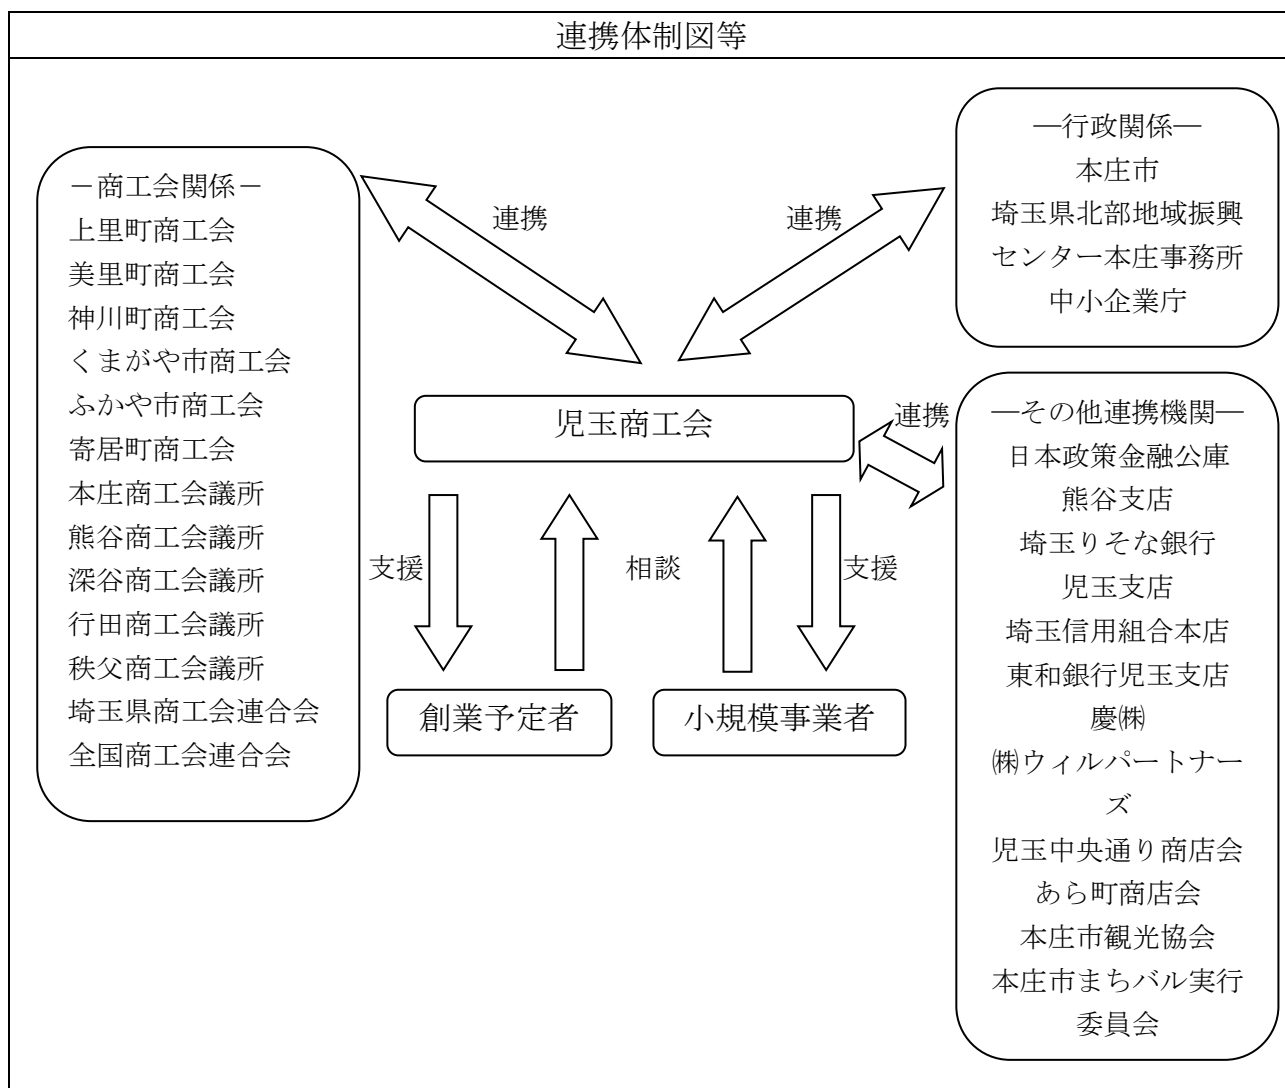 連携体制図等
－商工会関係－
上里町商工会
美里町商工会
神川町商工会
くまがや市商工会
ふかや市商工会
寄居町商工会
本庄商工会議所
熊谷商工会議所
深谷商工会議所
行田商工会議所
秩父商工会議所
埼玉県商工会連合会
全国商工会連合会
連携
連携
―行政関係―
本庄市
埼玉県北部地域振興
センター本庄事務所
中小企業庁
児玉商工会
連携
支援
相談
支援
創業予定者
小規模事業者
―その他連携機関―
日本政策金融公庫
熊谷支店
埼玉りそな銀行
児玉支店
埼玉信用組合本店
東和銀行児玉支店
慶㈱
㈱ウィルパートナー
ズ
児玉中央通り商店会
あら町商店会
本庄市観光協会
本庄市まちバル実行
委員会